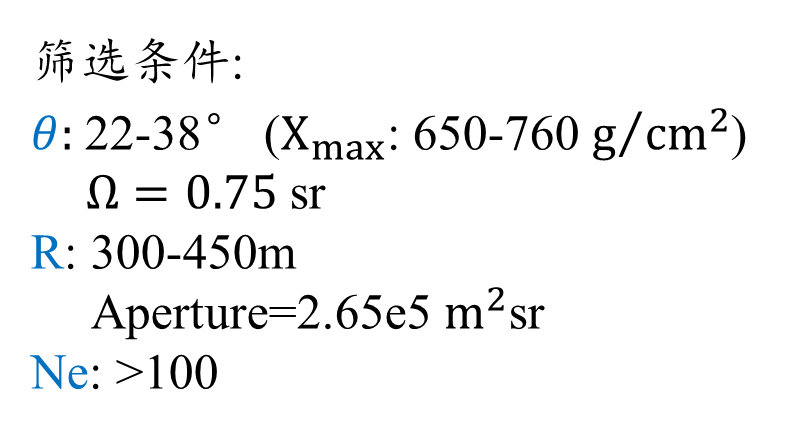 筛选条件:
θ: 22-38° (Xmax: 650-760 g/cm²)
Ω = 0.75 sr
R: 300-450m
Aperture=2.65e5 m²sr
Ne: >100